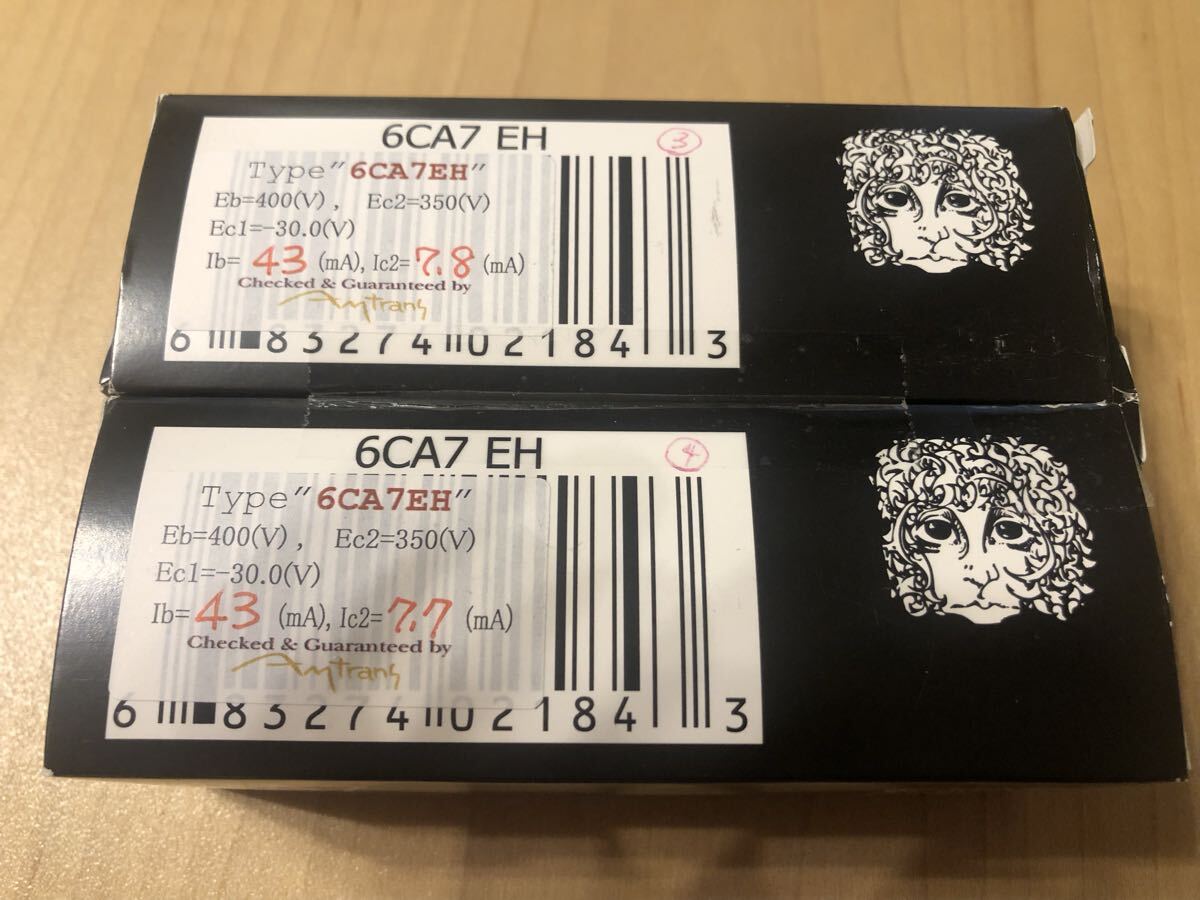 6CA7 EH
③
Type"6CA7EH"
Eb=400(V), Ec2=350(V)
Ec1=-30.0(V)
Ib= 43 (mA), Ic2= 7.8 (mA)
Checked & Guaranteed by
Amtrans
6 83274 02184 3
6CA7 EH
④
Type"6CA7EH"
Eb=400(V), Ec2=350(V)
Ec1=-30.0(V)
Ib= 43 (mA), Ic2= 7.7 (mA)
Checked & Guaranteed by
Amtrans
6 83274 02184 3